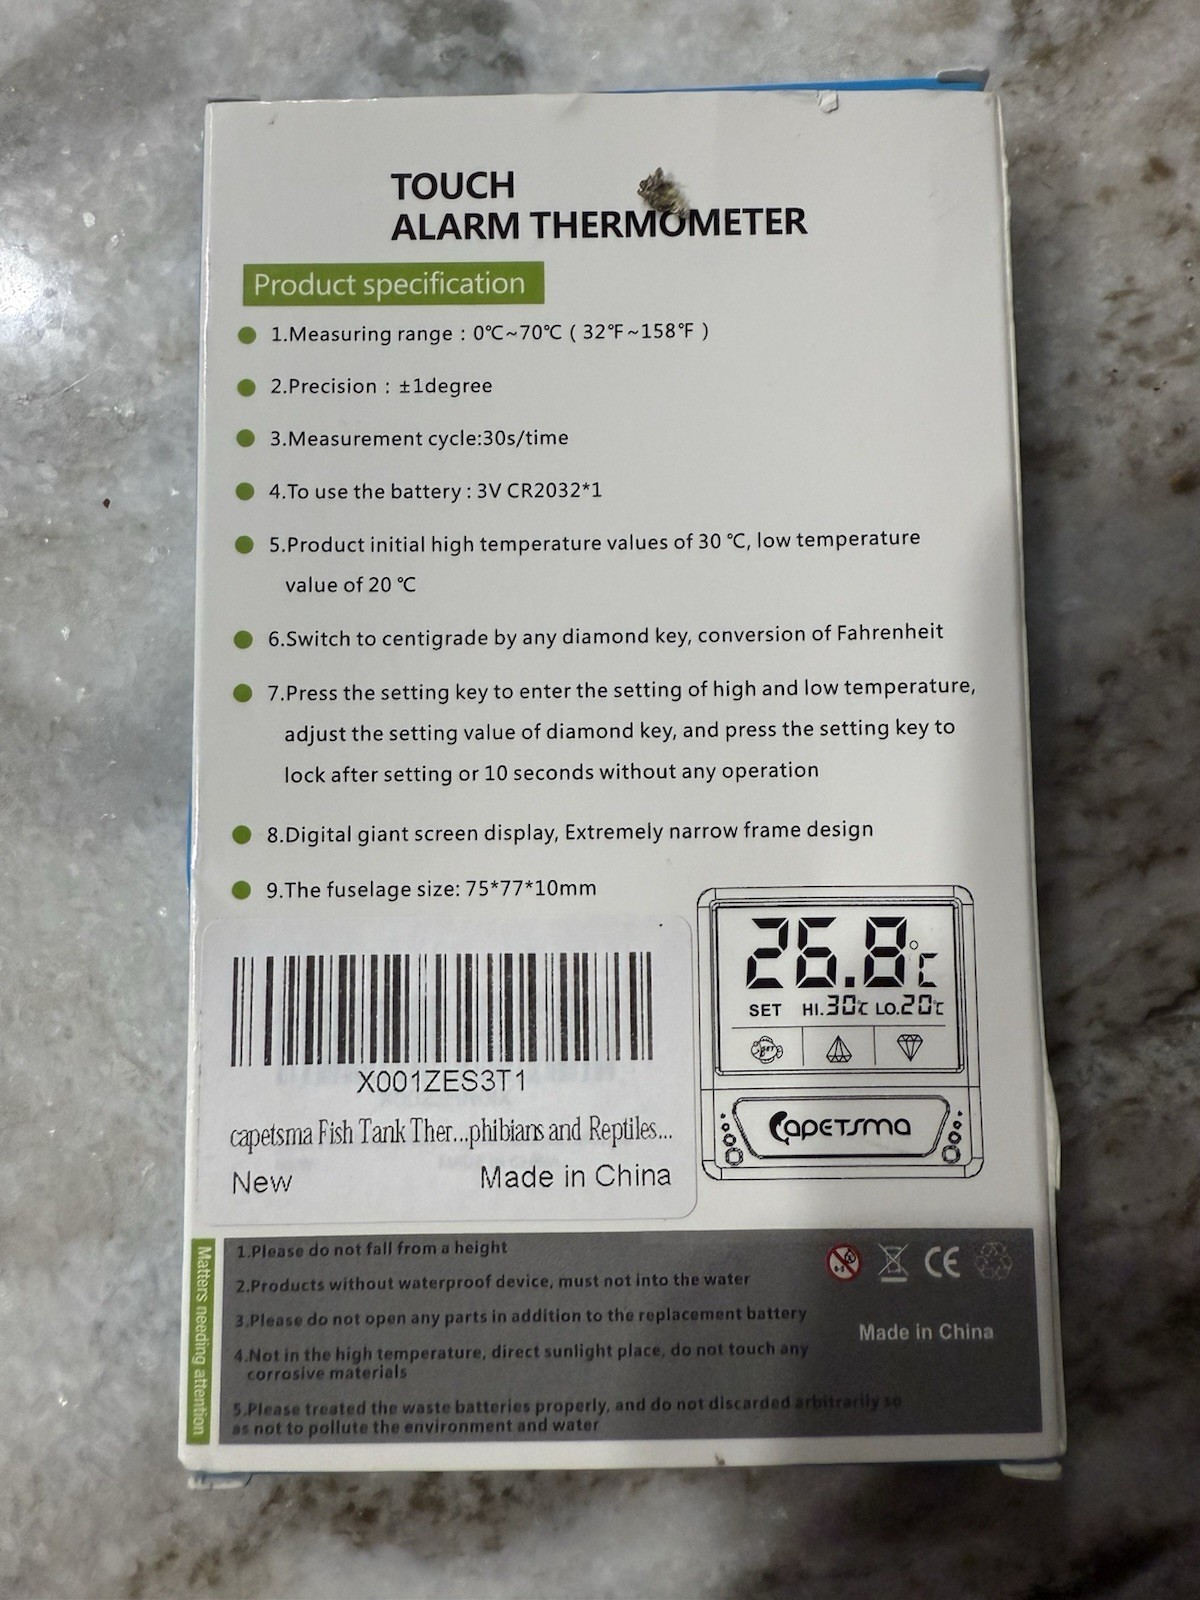 TOUCH
ALARM THERMOMETER
Product specification
1.Measuring range : 0℃~70℃ ( 32℉~158℉ )
2.Precision : ±1degree
3.Measurement cycle:30s/time
4.To use the battery : 3V CR2032*1
5.Product initial high temperature values of 30 ℃, low temperature
value of 20 ℃
6.Switch to centigrade by any diamond key, conversion of Fahrenheit
7.Press the setting key to enter the setting of high and low temperature,
adjust the setting value of diamond key, and press the setting key to
lock after setting or 10 seconds without any operation
8.Digital giant screen display, Extremely narrow frame design
9.The fuselage size: 75*77*10mm
26.8℃
SET HI.30℃ LO.20℃
SET
capetsma
X001ZES3T1
capetsma Fish Tank Ther...phibians and Reptiles...
New Made in China
Matters needing attention
1.Please do not fall from a height
2.Products without waterproof device, must not into the water
3.Please do not open any parts in addition to the replacement battery
4.Not in the high temperature, direct sunlight place, do not touch any
corrosive materials
5.Please treated the waste batteries properly, and do not discarded arbitrarily so
as not to pollute the environment and water
0-3
CE
Made in China